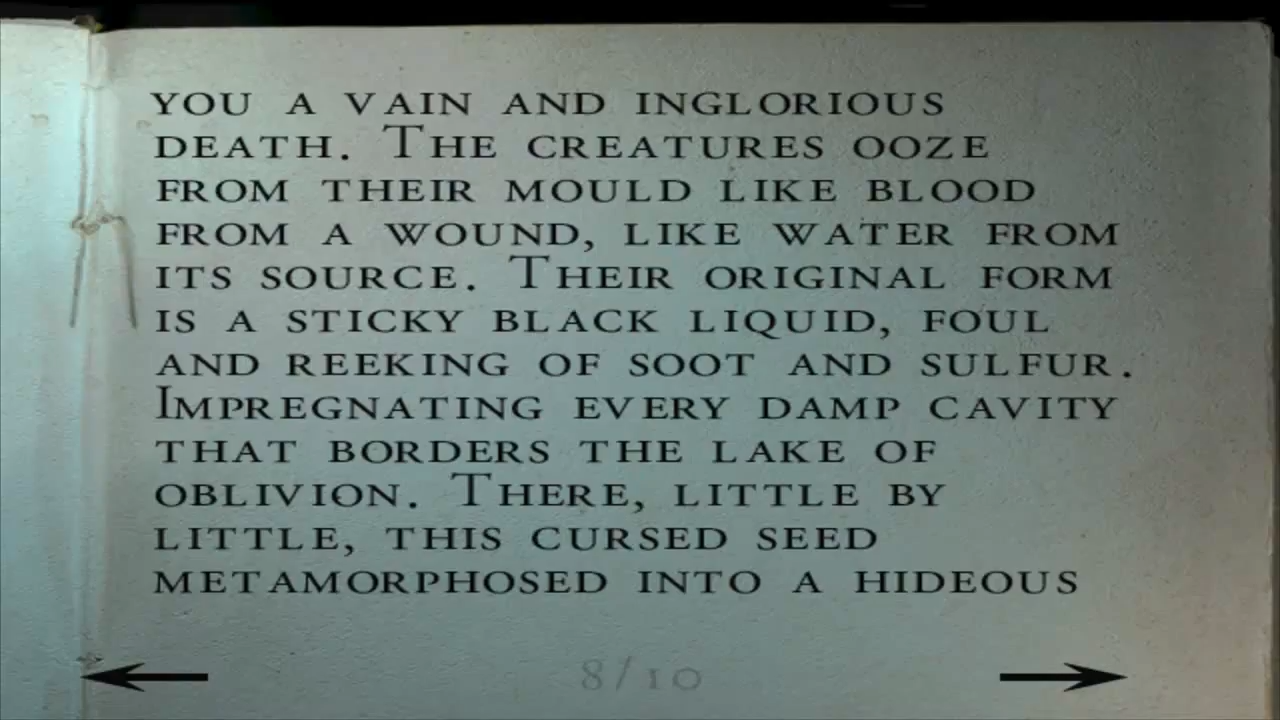 YOU A VAIN AND INGLORIOUS
DEATH. THE CREATURES OOZE
FROM THEIR MOULD LIKE BLOOD
FROM A WOUND, LIKE WATER FROM
ITS SOURCE. THEIR ORIGINAL FORM
IS A STICKY BLACK LIQUID, FOUL
AND REEKING OF SOOT AND SULFUR.
IMPREGNATING EVERY DAMP CAVITY
THAT BORDERS THE LAKE OF
OBLIVION. THERE, LITTLE BY
LITTLE, THIS CURSED SEED
METAMORPHOSED INTO A HIDEOUS
8/10